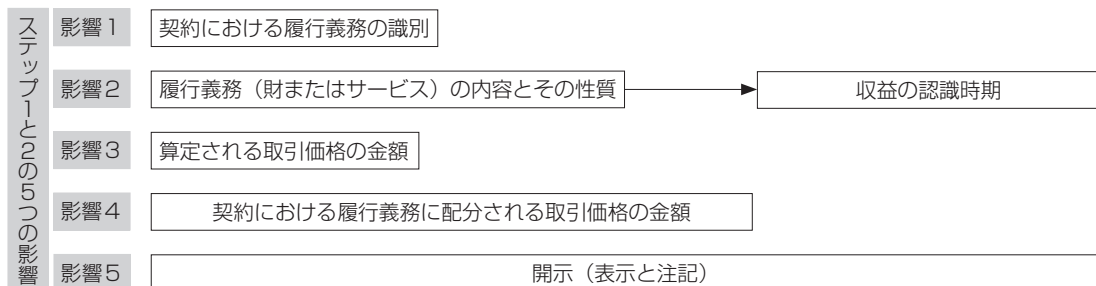 ステップ1と2の5つの影響
影響1 契約における履行義務の識別
影響2 履行義務(財またはサービス)の内容とその性質 収益の認識時期
影響3 算定される取引価格の金額
影響4 契約における履行義務に配分される取引価格の金額
影響5 開示(表示と注記)